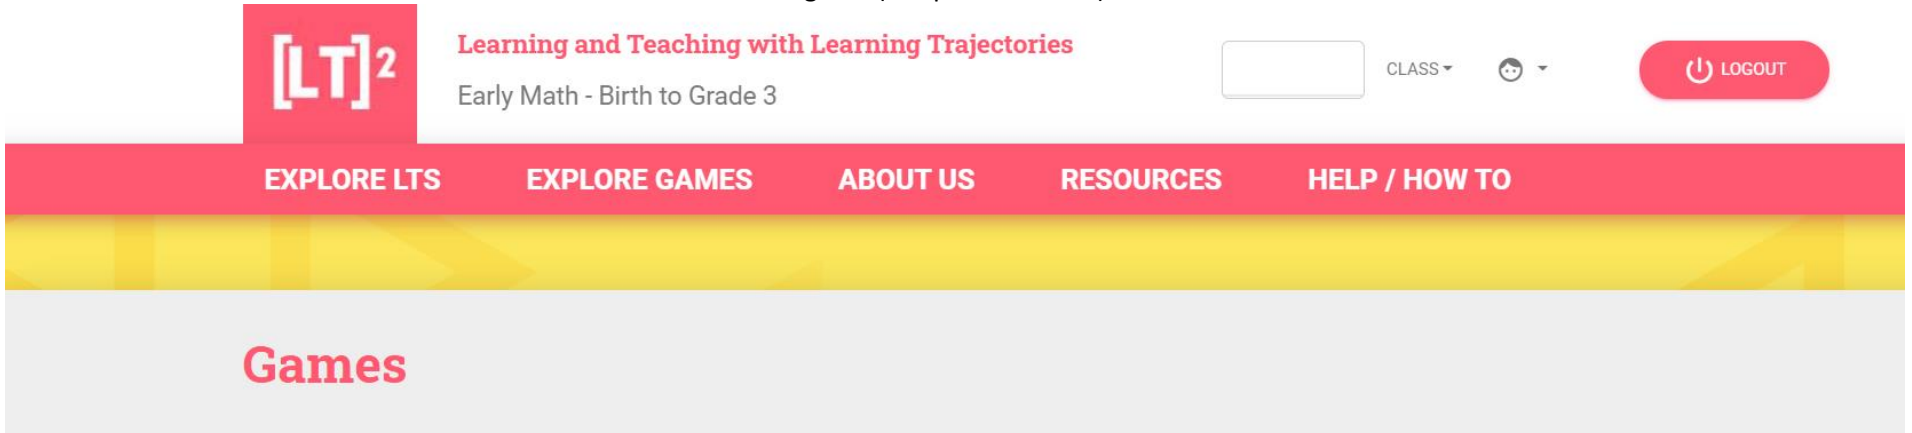 [LT]²
Learning and Teaching with Learning Trajectories
Early Math - Birth to Grade 3
CLASS
LOGOUT
EXPLORE LTS EXPLORE GAMES ABOUT US RESOURCES HELP / HOW TO
Games